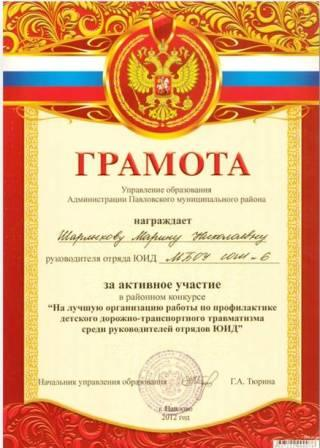 ГРАМОТА
Управление образования
Администрации Павловского муниципального района
награждает
Шарлыхову Марину Николаевну
руководителя отряда ЮИД МБОУ СОШ-6
за активное участие
в районном конкурсе
"На лучшую организацию работы по профилактике
детского дорожно-транспортного травматизма
среди руководителей отрядов ЮИД"
Начальник управления образования Г.А. Тюрина
г. Павлово
2012 год